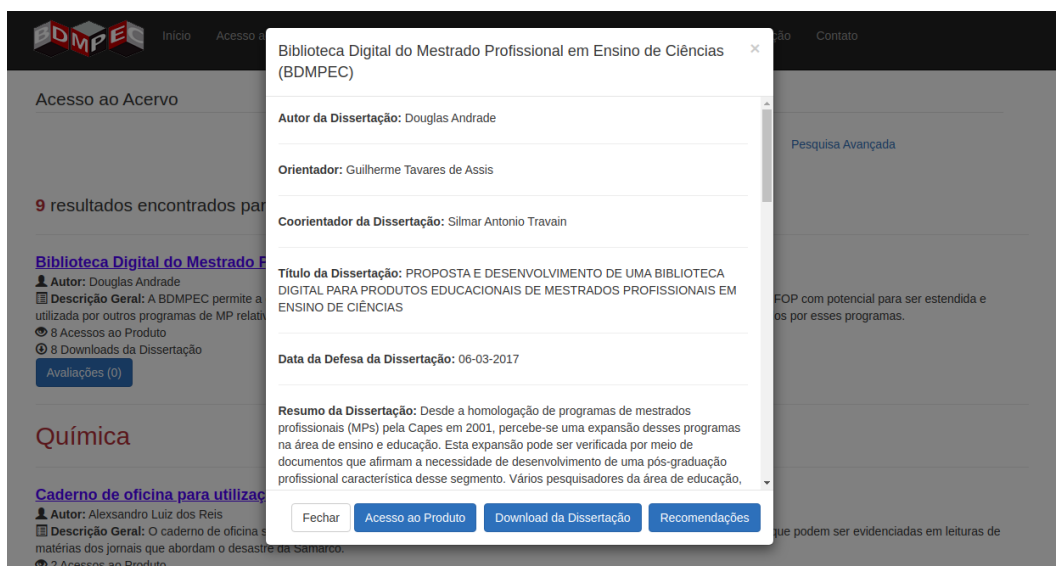 BDMPEC
Início
Acesso a
ção
Contato
Acesso ao Acervo
Pesquisa Avançada
9 resultados encontrados par
Biblioteca Digital do Mestrado P
Autor: Douglas Andrade
Descrição Geral: A BDMPEC permite a
FOP com potencial para ser estendida e
utilizada por outros programas de MP relativ
os por esses programas.
8 Acessos ao Produto
8 Downloads da Dissertação
Avaliações (0)
Química
Caderno de oficina para utilizaç
Autor: Alexsandro Luiz dos Reis
Descrição Geral: O caderno de oficina s
que podem ser evidenciadas em leituras de
matérias dos jornais que abordam o desastre da Samarco.
2 Acessos ao Produto
Biblioteca Digital do Mestrado Profissional em Ensino de Ciências
(BDMPEC)
×
Autor da Dissertação: Douglas Andrade
Orientador: Guilherme Tavares de Assis
Coorientador da Dissertação: Silmar Antonio Travain
Título da Dissertação: PROPOSTA E DESENVOLVIMENTO DE UMA BIBLIOTECA
DIGITAL PARA PRODUTOS EDUCACIONAIS DE MESTRADOS PROFISSIONAIS EM
ENSINO DE CIÊNCIAS
Data da Defesa da Dissertação: 06-03-2017
Resumo da Dissertação: Desde a homologação de programas de mestrados
profissionais (MPs) pela Capes em 2001, percebe-se uma expansão desses programas
na área de ensino e educação. Esta expansão pode ser verificada por meio de
documentos que afirmam a necessidade de desenvolvimento de uma pós-graduação
profissional característica desse segmento. Vários pesquisadores da área de educação,
Fechar
Acesso ao Produto
Download da Dissertação
Recomendações